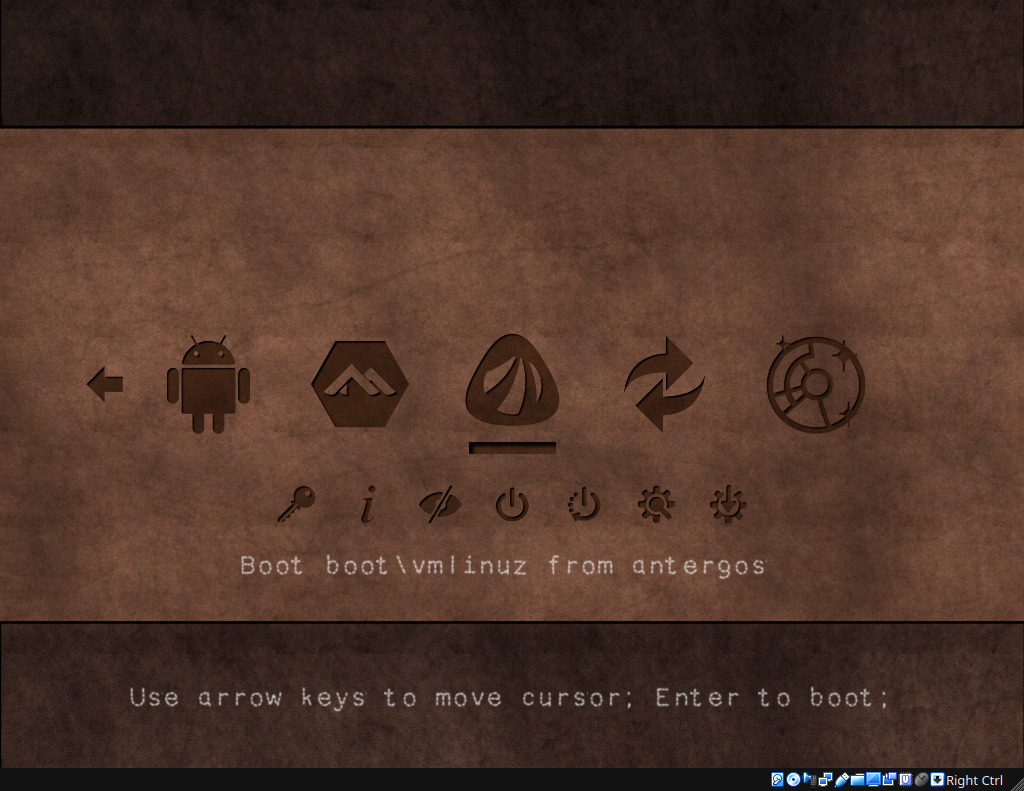 Boot boot\vmlinuz from antergos
Use arrow keys to move cursor; Enter to boot;
Right Ctrl